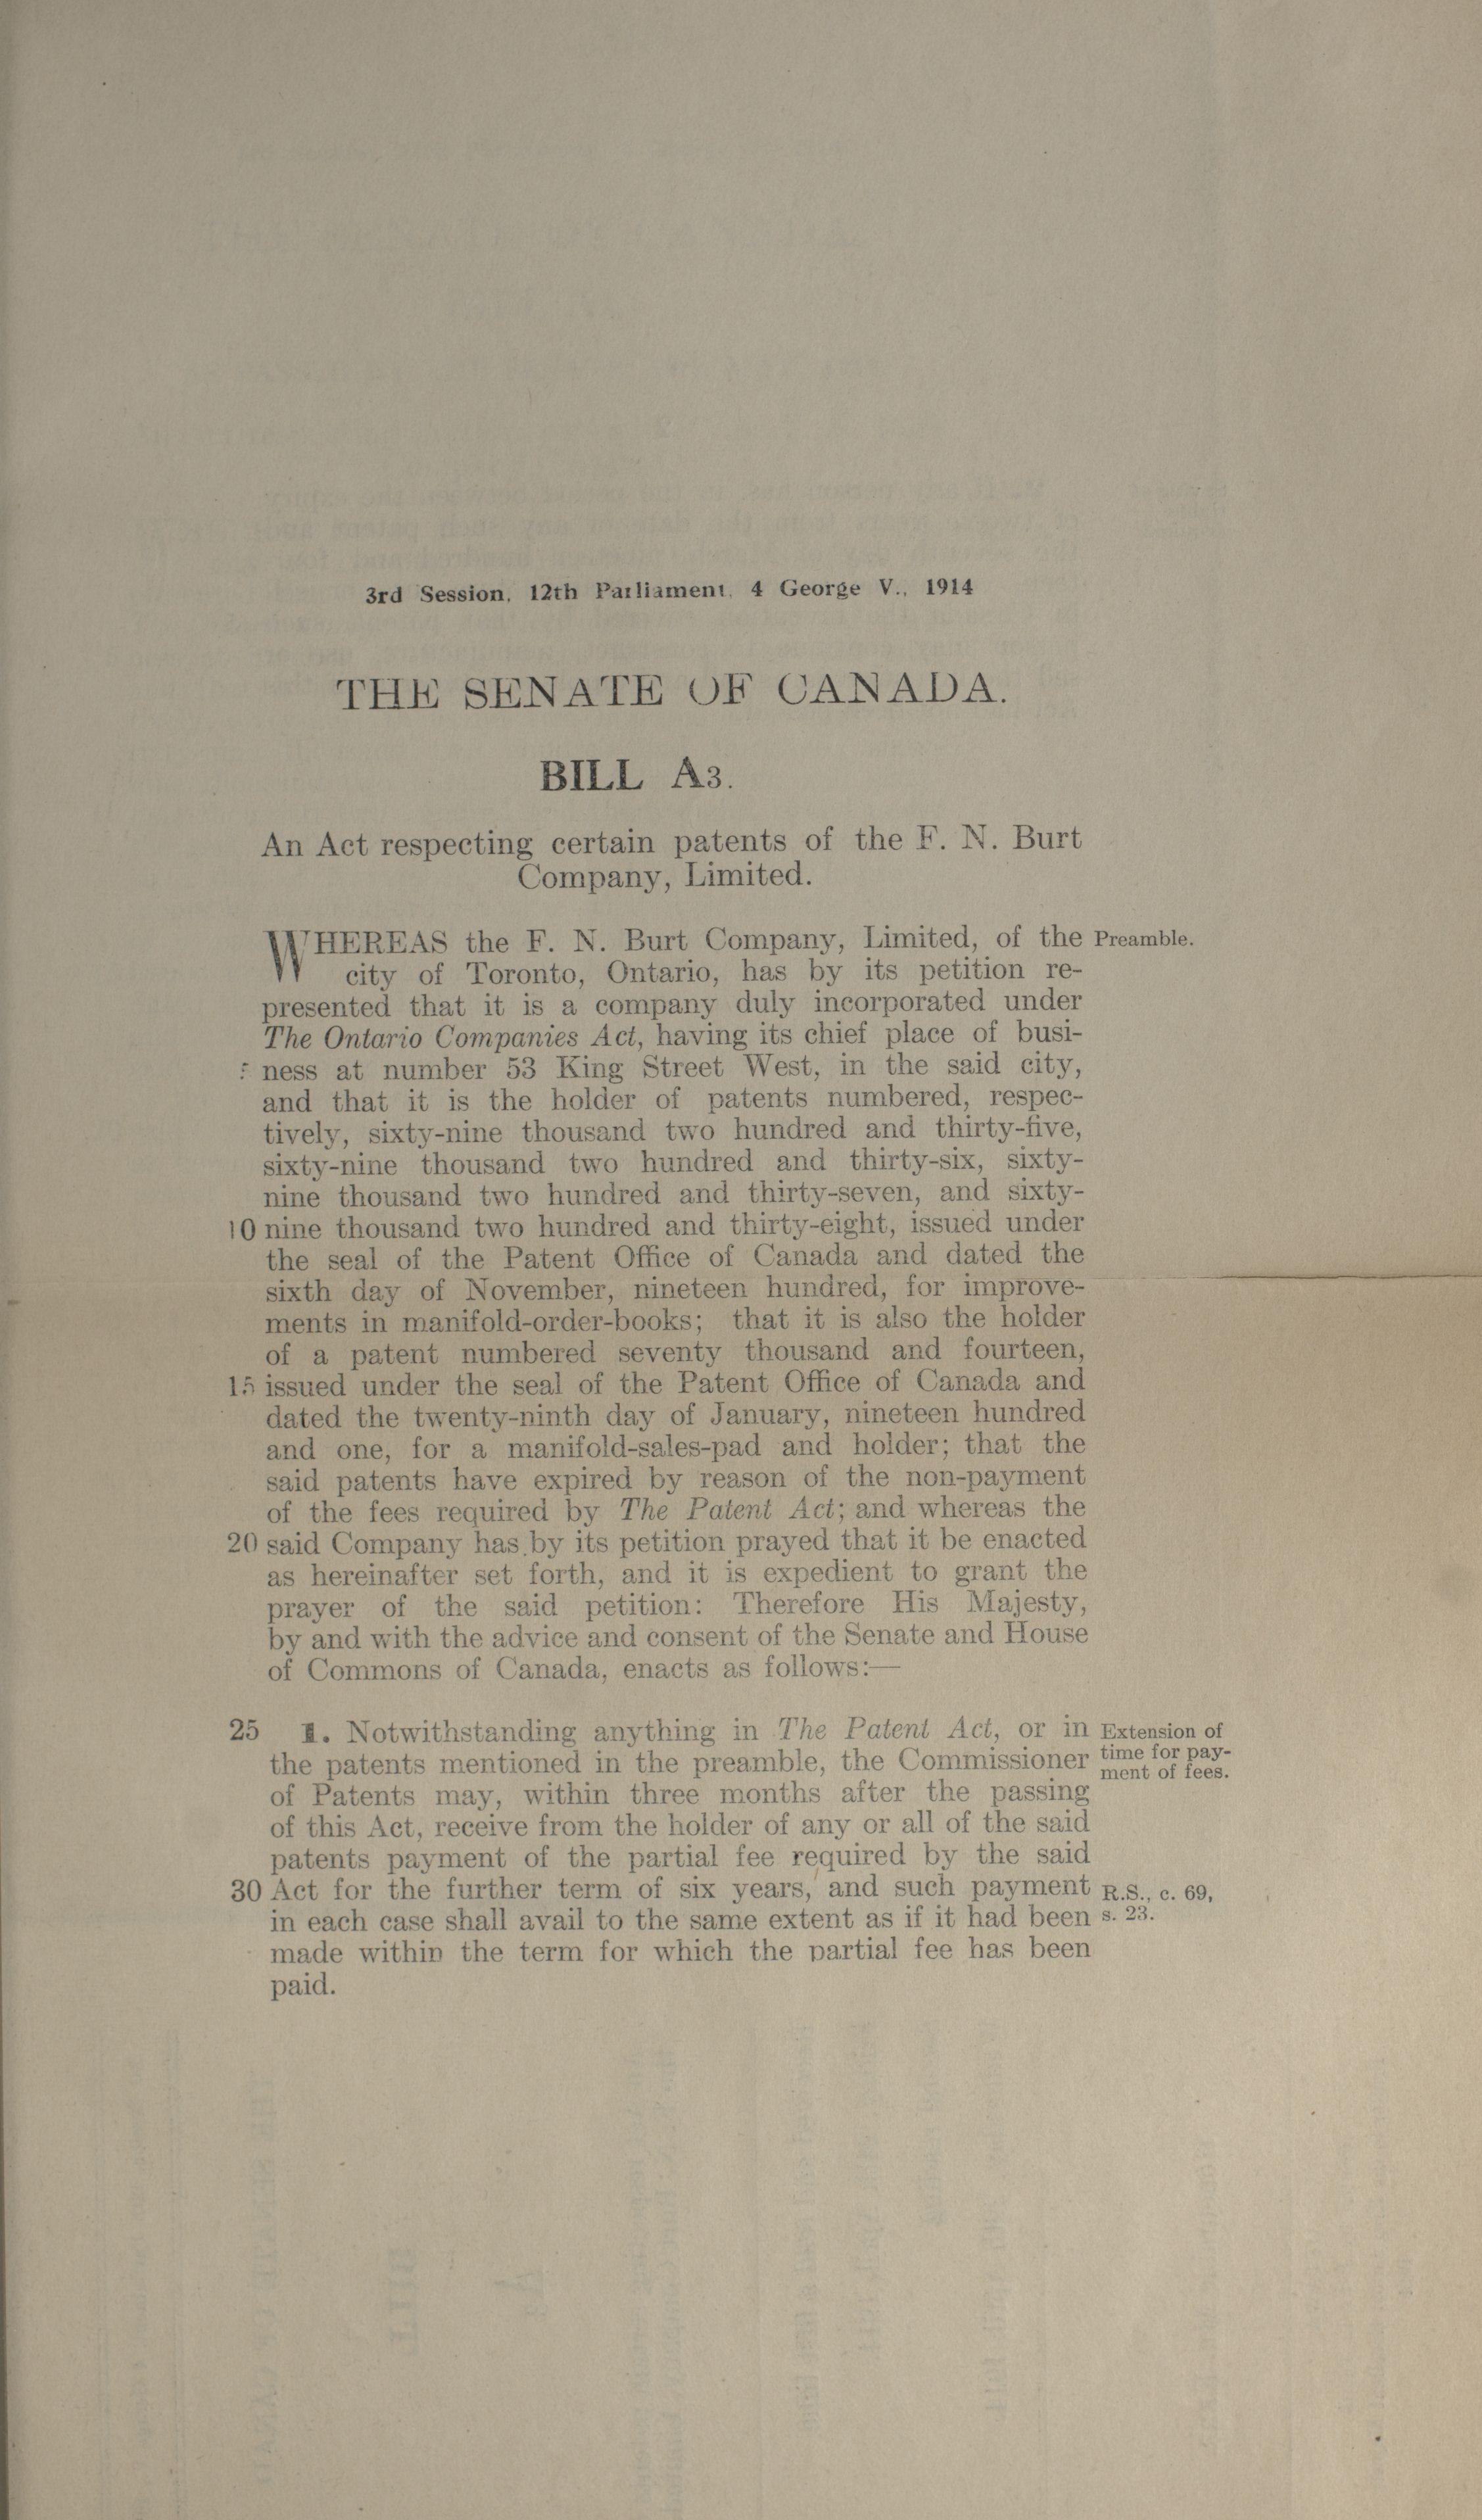 3rd Session, 12th Parliament, 4 George V., 1914
THE SENATE OF CANADA.
BILL A3.
An Act respecting certain patents of the F. N. Burt
Company, Limited.
WHEREAS the F. N. Burt Company, Limited, of the Preamble.
city of Toronto, Ontario, has by its petition re-
presented that it is a company duly incorporated under
The Ontario Companies Act, having its chief place of busi-
5 ness at number 53 King Street West, in the said city,
and that it is the holder of patents numbered, respec-
tively, sixty-nine thousand two hundred and thirty-five,
sixty-nine thousand two hundred and thirty-six, sixty-
nine thousand two hundred and thirty-seven, and sixty-
10 nine thousand two hundred and thirty-eight, issued under
the seal of the Patent Office of Canada and dated the
sixth day of November, nineteen hundred, for improve-
ments in manifold-order-books; that it is also the holder
of a patent numbered seventy thousand and fourteen,
15 issued under the seal of the Patent Office of Canada and
dated the twenty-ninth day of January, nineteen hundred
and one, for a manifold-sales-pad and holder; that the
said patents have expired by reason of the non-payment
of the fees required by The Patent Act; and whereas the
20 said Company has by its petition prayed that it be enacted
as hereinafter set forth, and it is expedient to grant the
prayer of the said petition: Therefore His Majesty,
by and with the advice and consent of the Senate and House
of Commons of Canada, enacts as follows:—
25 1. Notwithstanding anything in The Patent Act, or in
the patents mentioned in the preamble, the Commissioner
of Patents may, within three months after the passing
of this Act, receive from the holder of any or all of the said
patents payment of the partial fee required by the said
30 Act for the further term of six years, and such payment
in each case shall avail to the same extent as if it had been
made within the term for which the partial fee has been
paid.
Extension of
time for pay-
ment of fees.
R.S., c. 69,
s. 23.